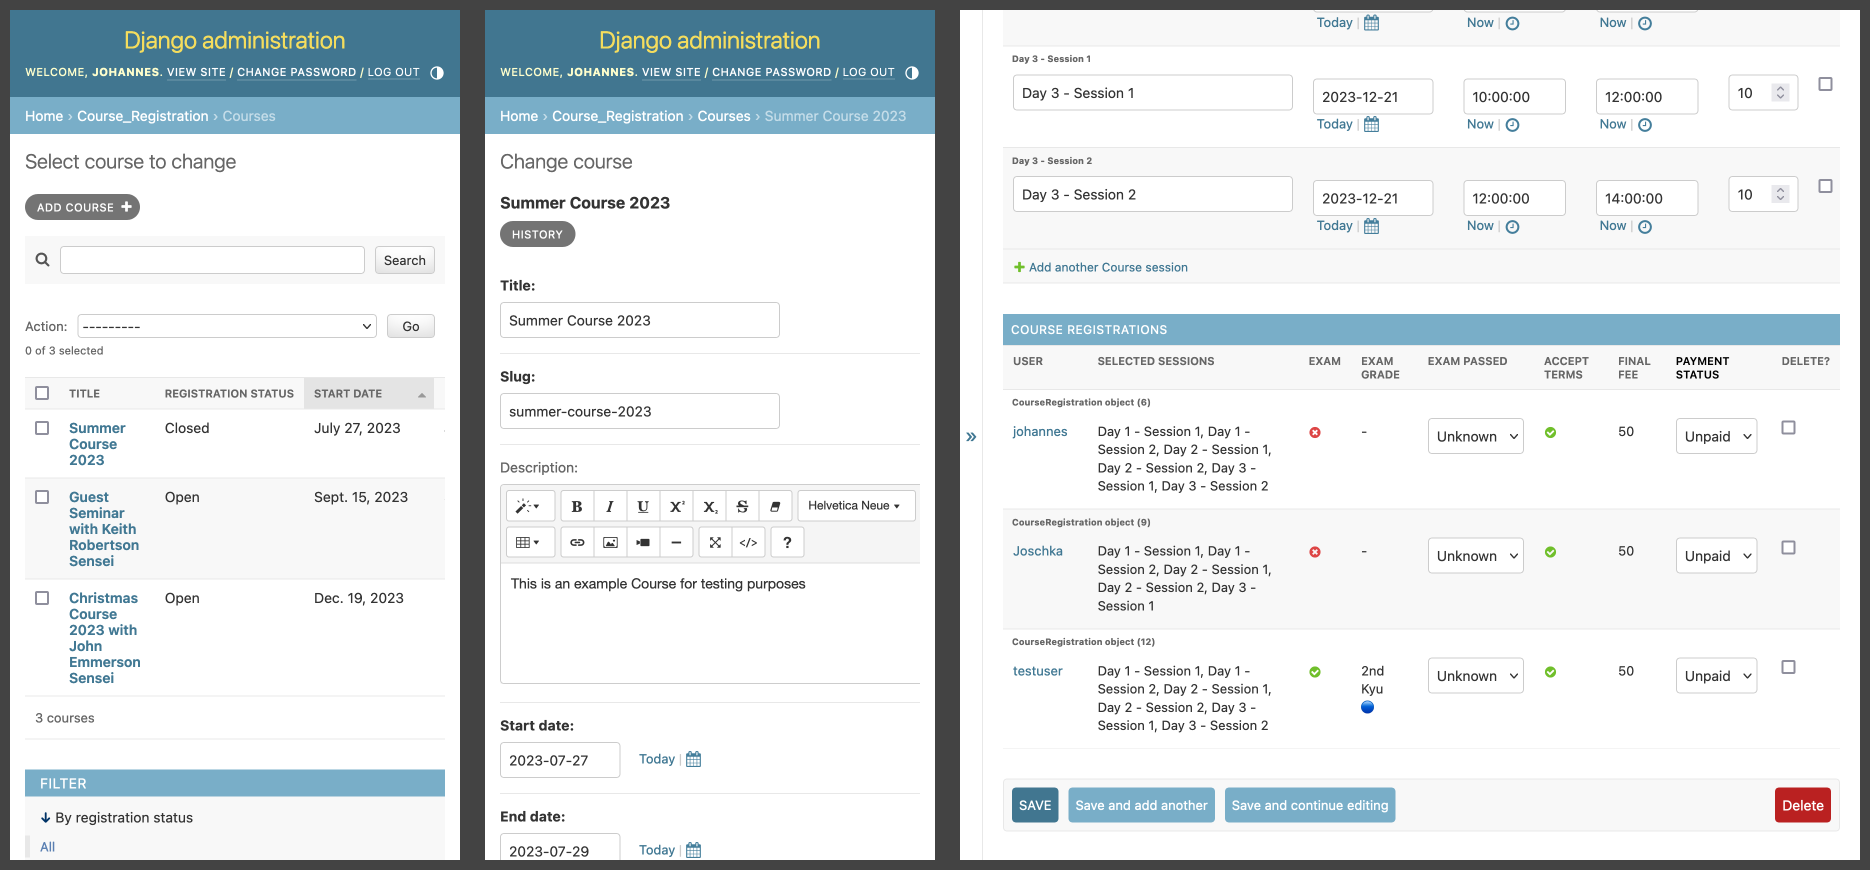 Django administration
WELCOME, JOHANNES. VIEW SITE / CHANGE PASSWORD / LOG OUT
Home › Course_Registration › Courses
Select course to change
ADD COURSE +
Search
Action: ---------
Go
0 of 3 selected
TITLE REGISTRATION STATUS START DATE
Summer Closed July 27, 2023
Course
2023
Guest Open Sept. 15, 2023
Seminar
with Keith
Robertson
Sensei
Christmas Open Dec. 19, 2023
Course
2023 with
John
Emmerson
Sensei
3 courses
FILTER
↓ By registration status
All
Django administration
WELCOME, JOHANNES. VIEW SITE / CHANGE PASSWORD / LOG OUT
Home › Course_Registration › Courses › Summer Course 2023
Change course
Summer Course 2023
HISTORY
Title:
Summer Course 2023
Slug:
summer-course-2023
Description:
B I U X² X₂ S Helvetica Neue
</> ?
This is an example Course for testing purposes
Start date:
2023-07-27 Today |
End date:
2023-07-29 Today |
Today | Now | Now |
Day 3 - Session 1
Day 3 - Session 1 2023-12-21 10:00:00 12:00:00 10
Today | Now | Now |
Day 3 - Session 2
Day 3 - Session 2 2023-12-21 12:00:00 14:00:00 10
Today | Now | Now |
+ Add another Course session
COURSE REGISTRATIONS
USER SELECTED SESSIONS EXAM EXAM EXAM PASSED ACCEPT FINAL PAYMENT DELETE?
GRADE TERMS FEE STATUS
CourseRegistration object (6)
johannes Day 1 - Session 1, Day 1 - - Unknown 50 Unpaid
Session 2, Day 2 - Session 1,
Day 2 - Session 2, Day 3 -
Session 1, Day 3 - Session 2
»
CourseRegistration object (9)
Joschka Day 1 - Session 1, Day 1 - - Unknown 50 Unpaid
Session 2, Day 2 - Session 1,
Day 2 - Session 2, Day 3 -
Session 1
CourseRegistration object (12)
testuser Day 1 - Session 1, Day 1 - 2nd Unknown 50 Unpaid
Session 2, Day 2 - Session 1, Kyu
Day 2 - Session 2, Day 3 -
Session 1, Day 3 - Session 2
SAVE Save and add another Save and continue editing Delete